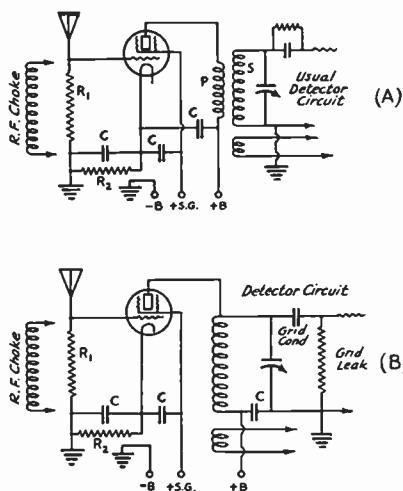 R.F. Choke
R1
C
C
R2
C
P
S
Usual
Detector
Circuit
(A)
-B +S.G. +B
R.F. Choke
R1
C
C
R2
Detector Circuit
Grid
Cond
Grid
Leak
C
(B)
-B +S.G. +B